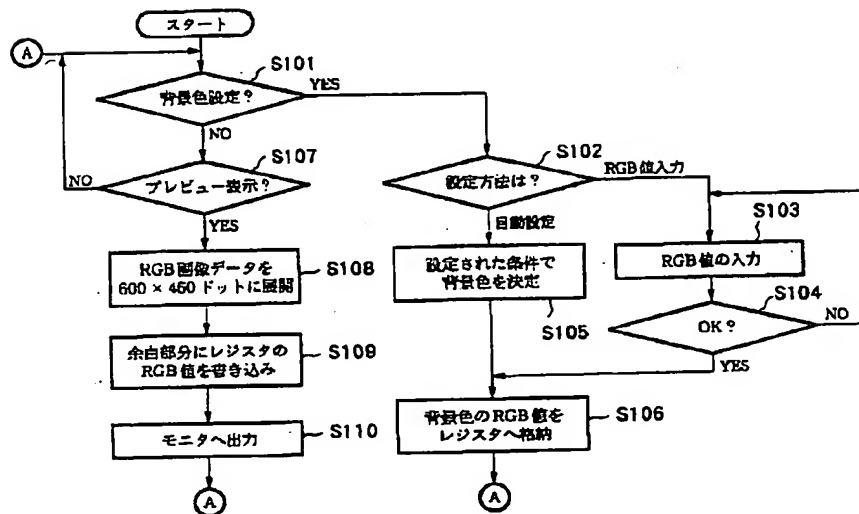 スタート
A
S101
背景色設定?
YES
NO
S107
NO
プレビュー表示?
YES
S102
設定方法は?
RGB値入力
自動設定
S103
RGB値の入力
S104
OK?
NO
YES
RGB画像データを
600×450ドットに展開
S108
設定された条件で
背景色を決定
S105
余白部分にレジスタの
RGB値を書き込み
S109
背景色のRGB値を
レジスタへ格納
S106
モニタへ出力
S110
A
A